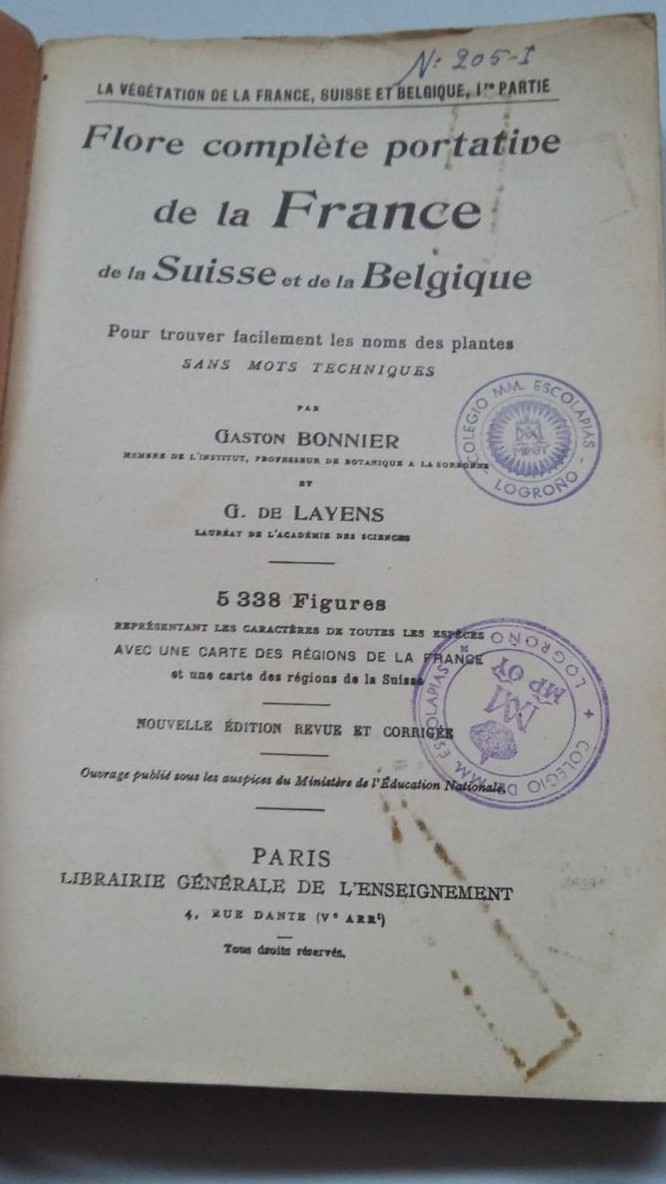 N: 205-I
LA VÉGÉTATION DE LA FRANCE, SUISSE ET BELGIQUE, Iʳᵉ PARTIE
Flore complète portative
de la France
de la Suisse et de la Belgique
Pour trouver facilement les noms des plantes
SANS MOTS TECHNIQUES
PAR
GASTON BONNIER
MEMBRE DE L'INSTITUT, PROFESSEUR DE BOTANIQUE A LA SORBONNE
ET
G. DE LAYENS
LAURÉAT DE L'ACADÉMIE DES SCIENCES
COLEGIO MM. ESCOLAPIAS - LOGROÑO -
5 338 Figures
REPRÉSENTANT LES CARACTÈRES DE TOUTES LES ESPÈCES
AVEC UNE CARTE DES RÉGIONS DE LA FRANCE
et une carte des régions de la Suisse
NOUVELLE ÉDITION REVUE ET CORRIGÉE
COLEGIO DE MM. ESCOLAPIAS LOGROÑO
MP ΘΥ
Ouvrage publié sous les auspices du Ministère de l'Éducation Nationale
PARIS
LIBRAIRIE GÉNÉRALE DE L'ENSEIGNEMENT
4, RUE DANTE (Vᵉ ARRᵗ)
Tous droits réservés.